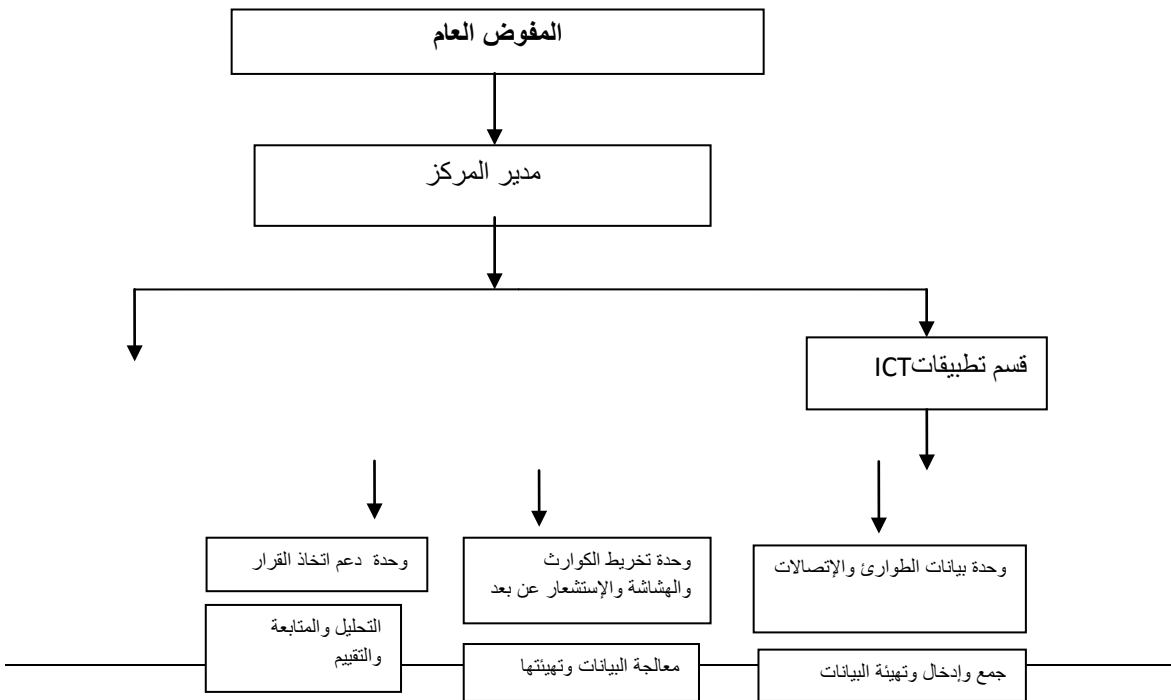 المفوض العام
مدير المركز
قسم تطبيقاتICT
وحدة بيانات الطوارئ والإتصالات
وحدة تخريط الكوارث
والهشاشة والإستشعار عن بعد
وحدة دعم اتخاذ القرار
جمع وإدخال وتهيئة البيانات
معالجة البيانات وتهيئتها
التحليل والمتابعة
والتقييم